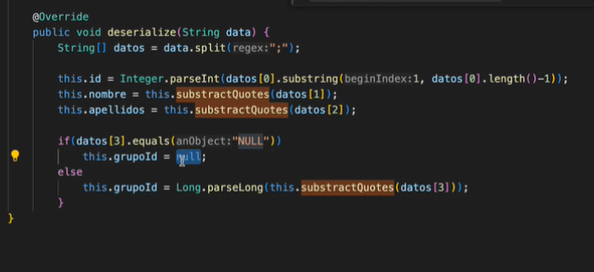 @Override
public void deserialize(String data) {
String[] datos = data.split(regex:";");
this.id = Integer.parseInt(datos[0].substring(beginIndex:1, datos[0].length()-1));
this.nombre = this.substractQuotes(datos[1]);
this.apellidos = this.substractQuotes(datos[2]);
if(datos[3].equals(anObject:"NULL"))
this.grupoId = null;
else
this.grupoId = Long.parseLong(this.substractQuotes(datos[3]));
}
}